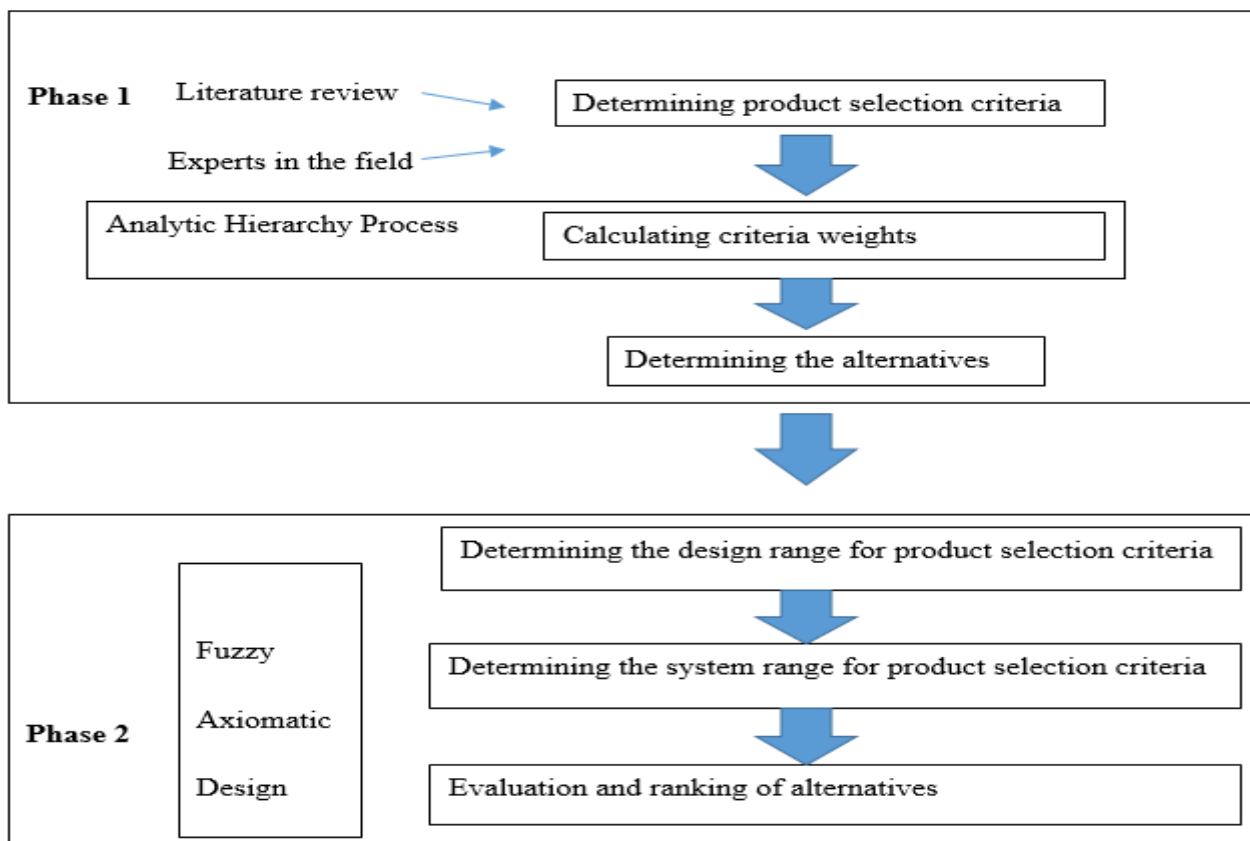 Phase 1
Literature review
Experts in the field
Determining product selection criteria
Analytic Hierarchy Process
Calculating criteria weights
Determining the alternatives
Phase 2
Fuzzy
Axiomatic
Design
Determining the design range for product selection criteria
Determining the system range for product selection criteria
Evaluation and ranking of alternatives